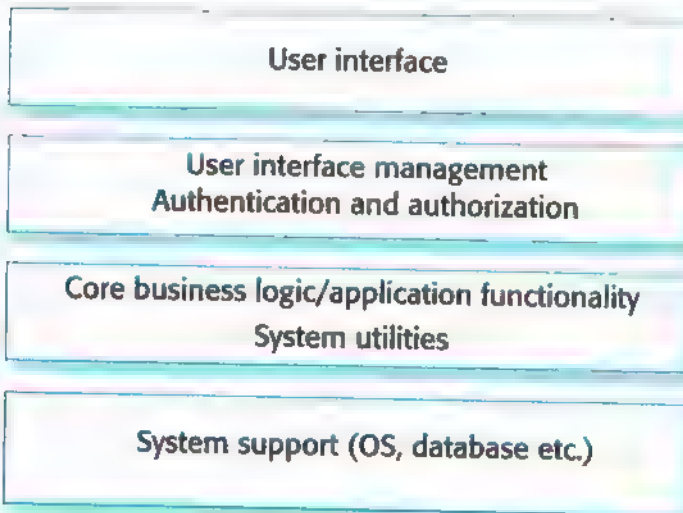 User interface
User interface management
Authentication and authorization
Core business logic/application functionality
System utilities
System support (OS, database etc.)